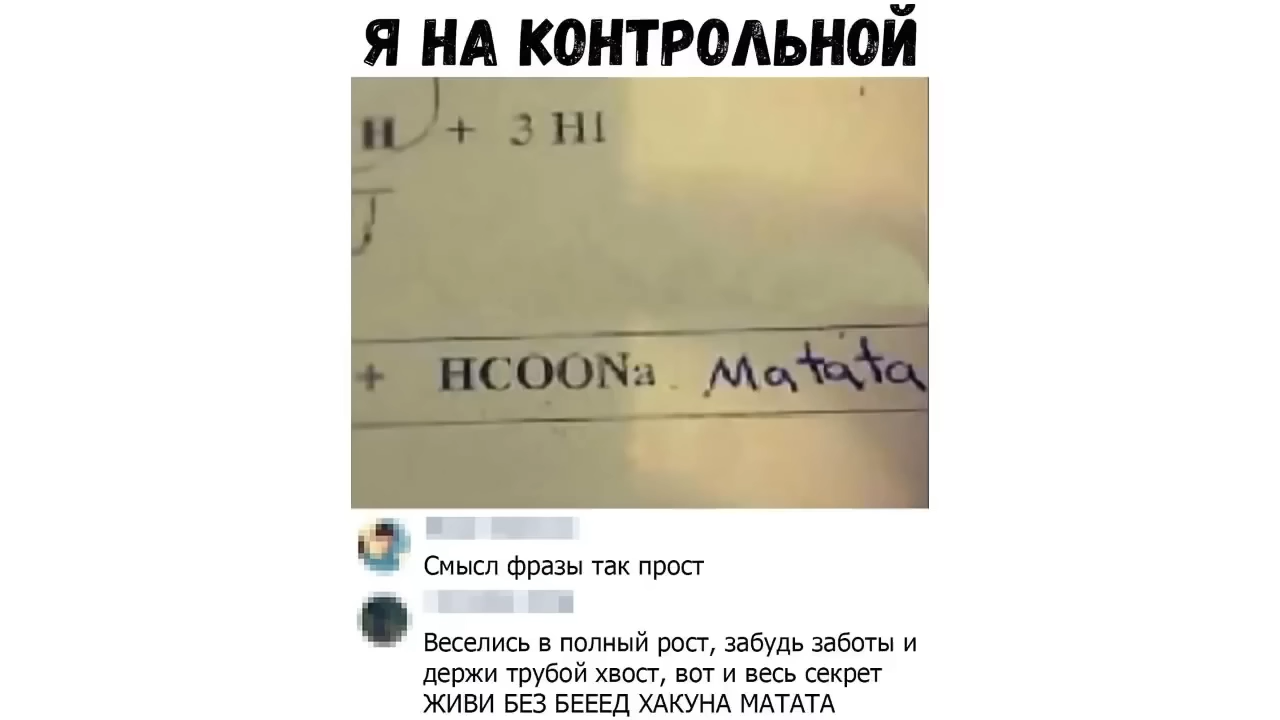 Я НА КОНТРОЛЬНОЙ
H + 3 HI
+ HCOONa Matata
Смысл фразы так прост
Веселись в полный рост, забудь заботы и
держи трубой хвост, вот и весь секрет
ЖИВИ БЕЗ БЕЕЕД ХАКУНА МАТАТА